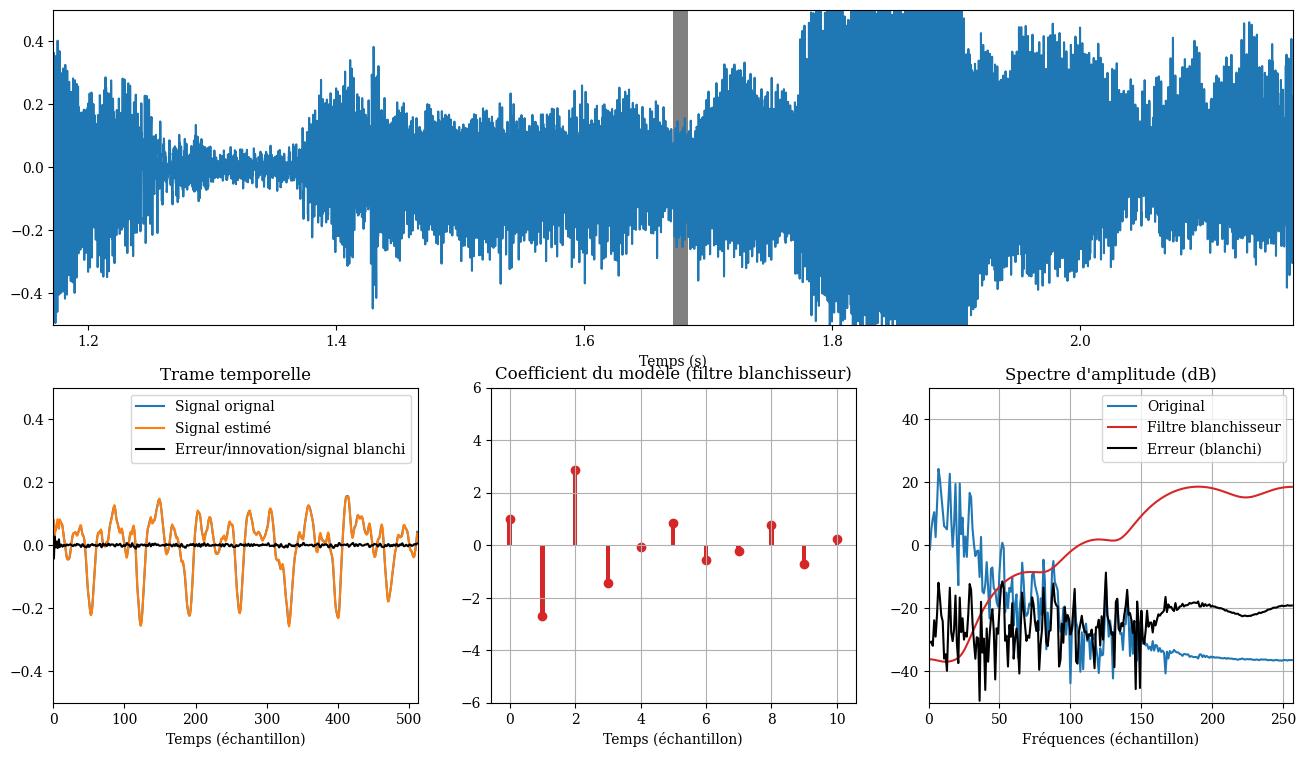 0.4
0.2
0.0
−0.2
−0.4
1.2 1.4 1.6 1.8 2.0
Temps (s)
Trame temporelle
Signal orignal
Signal estimé
Erreur/innovation/signal blanchi
0.4
0.2
0.0
−0.2
−0.4
0 100 200 300 400 500
Temps (échantillon)
Coefficient du modèle (filtre blanchisseur)
6
4
2
0
−2
−4
−6
0 2 4 6 8 10
Temps (échantillon)
Spectre d'amplitude (dB)
Original
Filtre blanchisseur
Erreur (blanchi)
40
20
0
−20
−40
0 50 100 150 200 250
Fréquences (échantillon)